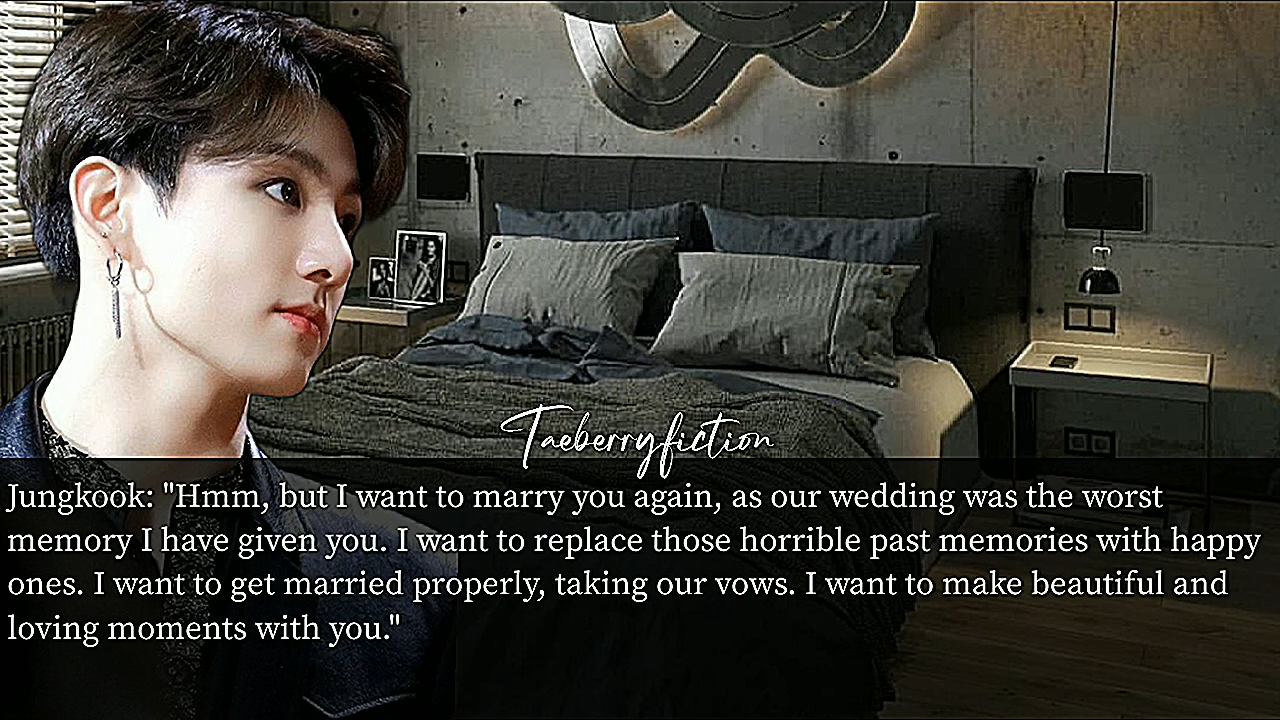 Taeberryfiction
Jungkook: "Hmm, but I want to marry you again, as our wedding was the worst
memory I have given you. I want to replace those horrible past memories with happy
ones. I want to get married properly, taking our vows. I want to make beautiful and
loving moments with you."